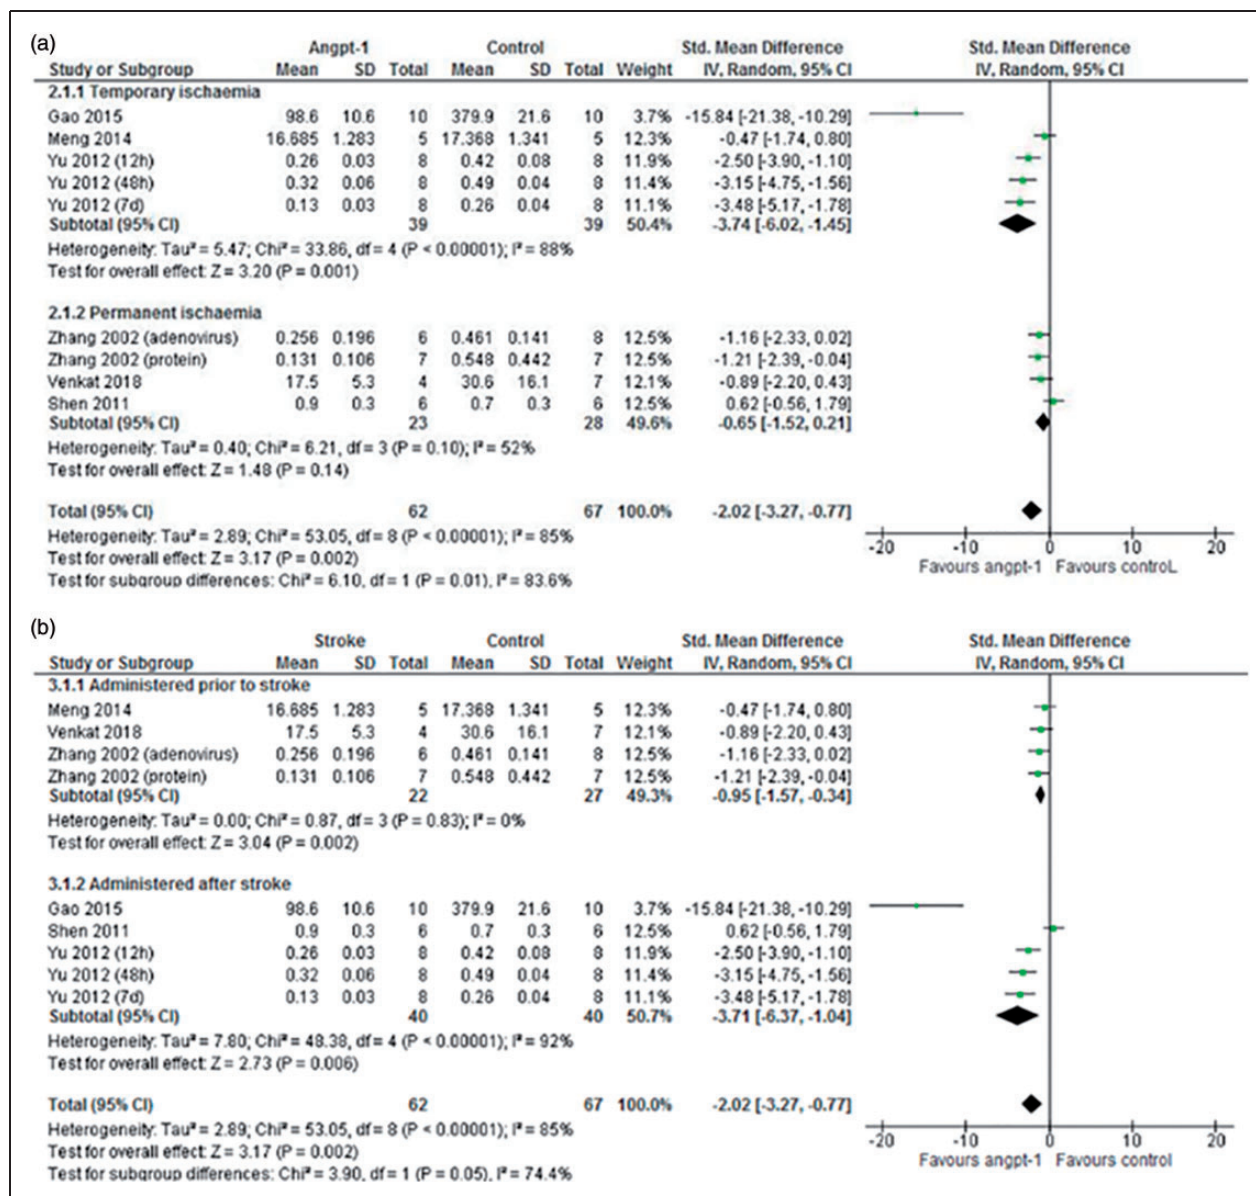 (a)
Angpt-1 Control Std. Mean Difference Std. Mean Difference
Study or Subgroup Mean SD Total Mean SD Total Weight IV, Random, 95% CI IV, Random, 95% CI
2.1.1 Temporary ischaemia
Gao 2015 98.6 10.6 10 379.9 21.6 10 3.7% -15.84 [-21.38, -10.29]
Meng 2014 16.685 1.283 5 17.368 1.341 5 12.3% -0.47 [-1.74, 0.80]
Yu 2012 (12h) 0.26 0.03 8 0.42 0.08 8 11.9% -2.50 [-3.90, -1.10]
Yu 2012 (48h) 0.32 0.06 8 0.49 0.04 8 11.4% -3.15 [-4.75, -1.56]
Yu 2012 (7d) 0.13 0.03 8 0.26 0.04 8 11.1% -3.48 [-5.17, -1.78]
Subtotal (95% CI) 39 39 50.4% -3.74 [-6.02, -1.45]
Heterogeneity: Tau² = 5.47; Chi² = 33.86, df = 4 (P < 0.00001); I² = 88%
Test for overall effect: Z = 3.20 (P = 0.001)
2.1.2 Permanent ischaemia
Zhang 2002 (adenovirus) 0.256 0.196 6 0.461 0.141 8 12.5% -1.16 [-2.33, 0.02]
Zhang 2002 (protein) 0.131 0.106 7 0.548 0.442 7 12.5% -1.21 [-2.39, -0.04]
Venkat 2018 17.5 5.3 4 30.6 16.1 7 12.1% -0.89 [-2.20, 0.43]
Shen 2011 0.9 0.3 6 0.7 0.3 6 12.5% 0.62 [-0.56, 1.79]
Subtotal (95% CI) 23 28 49.6% -0.65 [-1.52, 0.21]
Heterogeneity: Tau² = 0.40; Chi² = 6.21, df = 3 (P = 0.10); I² = 52%
Test for overall effect: Z = 1.48 (P = 0.14)
Total (95% CI) 62 67 100.0% -2.02 [-3.27, -0.77]
Heterogeneity: Tau² = 2.89; Chi² = 53.05, df = 8 (P < 0.00001); I² = 85%
Test for overall effect: Z = 3.17 (P = 0.002)
Test for subgroup differences: Chi² = 6.10, df = 1 (P = 0.01), I² = 83.6%
-20 -10 0 10 20
Favours angpt-1 Favours controL
(b)
Stroke Control Std. Mean Difference Std. Mean Difference
Study or Subgroup Mean SD Total Mean SD Total Weight IV, Random, 95% CI IV, Random, 95% CI
3.1.1 Administered prior to stroke
Meng 2014 16.685 1.283 5 17.368 1.341 5 12.3% -0.47 [-1.74, 0.80]
Venkat 2018 17.5 5.3 4 30.6 16.1 7 12.1% -0.89 [-2.20, 0.43]
Zhang 2002 (adenovirus) 0.256 0.196 6 0.461 0.141 8 12.5% -1.16 [-2.33, 0.02]
Zhang 2002 (protein) 0.131 0.106 7 0.548 0.442 7 12.5% -1.21 [-2.39, -0.04]
Subtotal (95% CI) 22 27 49.3% -0.95 [-1.57, -0.34]
Heterogeneity: Tau² = 0.00; Chi² = 0.87, df = 3 (P = 0.83); I² = 0%
Test for overall effect: Z = 3.04 (P = 0.002)
3.1.2 Administered after stroke
Gao 2015 98.6 10.6 10 379.9 21.6 10 3.7% -15.84 [-21.38, -10.29]
Shen 2011 0.9 0.3 6 0.7 0.3 6 12.5% 0.62 [-0.56, 1.79]
Yu 2012 (12h) 0.26 0.03 8 0.42 0.08 8 11.9% -2.50 [-3.90, -1.10]
Yu 2012 (48h) 0.32 0.06 8 0.49 0.04 8 11.4% -3.15 [-4.75, -1.56]
Yu 2012 (7d) 0.13 0.03 8 0.26 0.04 8 11.1% -3.48 [-5.17, -1.78]
Subtotal (95% CI) 40 40 50.7% -3.71 [-6.37, -1.04]
Heterogeneity: Tau² = 7.80; Chi² = 48.38, df = 4 (P < 0.00001); I² = 92%
Test for overall effect: Z = 2.73 (P = 0.006)
Total (95% CI) 62 67 100.0% -2.02 [-3.27, -0.77]
Heterogeneity: Tau² = 2.89; Chi² = 53.05, df = 8 (P < 0.00001); I² = 85%
Test for overall effect: Z = 3.17 (P = 0.002)
Test for subgroup differences: Chi² = 3.90, df = 1 (P = 0.05), I² = 74.4%
-20 -10 0 10 20
Favours angpt-1 Favours control